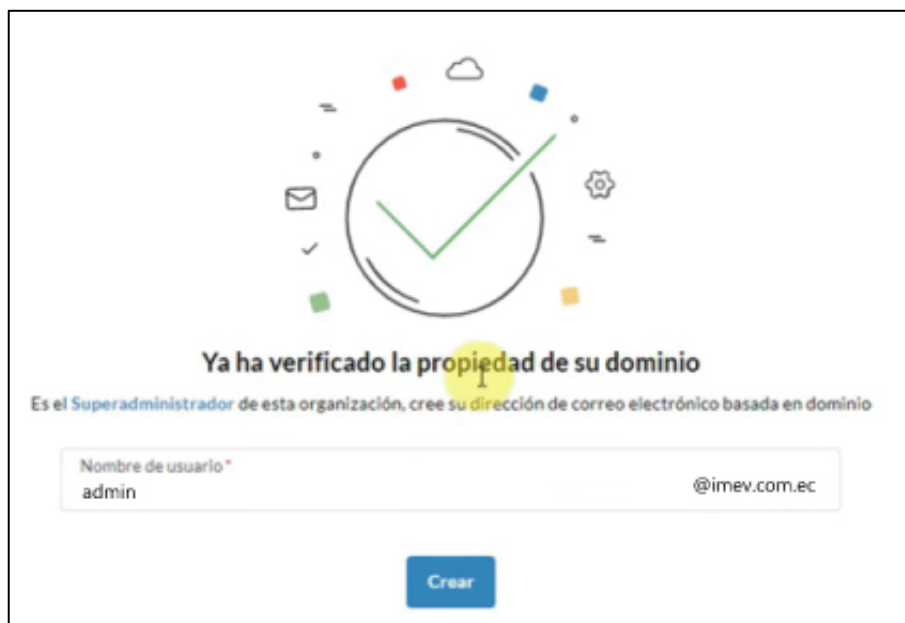 Ya ha verificado la propiedad de su dominio
Es el Superadministrador de esta organización, cree su dirección de correo electrónico basada en dominio
Nombre de usuario*
admin
@imev.com.ec
Crear